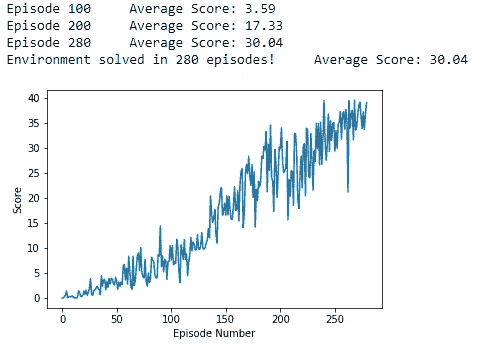 Episode 100 Average Score: 3.59
Episode 200 Average Score: 17.33
Episode 280 Average Score: 30.04
Environment solved in 280 episodes! Average Score: 30.04
40
35
30
25
20
15
10
5
0
Score
0 50 100 150 200 250
Episode Number